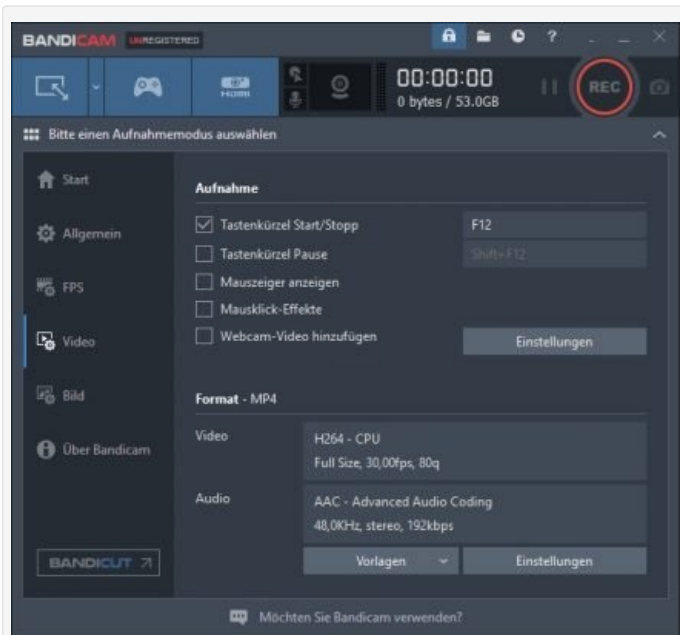 BANDICAM UNREGISTERED ?
HDMI 00:00:00 REC
0 bytes / 53.0GB
Bitte einen Aufnahmemodus auswählen
Start
Allgemein
FPS
Video
Bild
Über Bandicam
BANDICUT
Aufnahme
Tastenkürzel Start/Stopp F12
Tastenkürzel Pause Shift+F12
Mauszeiger anzeigen
Mausklick-Effekte
Webcam-Video hinzufügen Einstellungen
Format - MP4
Video H264 - CPU
Full Size, 30,00fps, 80q
Audio AAC - Advanced Audio Coding
48,0KHz, stereo, 192kbps
Vorlagen Einstellungen
Möchten Sie Bandicam verwenden?